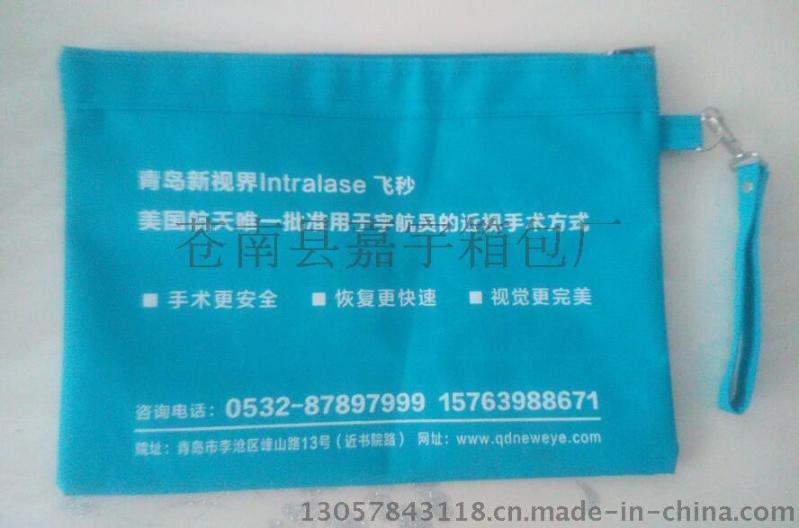 青岛新视界Intralase 飞秒
美国航天唯一批准用于宇航员的近视手术方式
苍南县嘉宇箱包厂
■ 手术更安全 ■ 恢复更快速 ■ 视觉更完美
咨询电话：0532-87897999 15763988671
院址：青岛市李沧区峰山路13号（近书院路） 网址：www.qdneweye.com
13057843118.cn.made-in-china.com